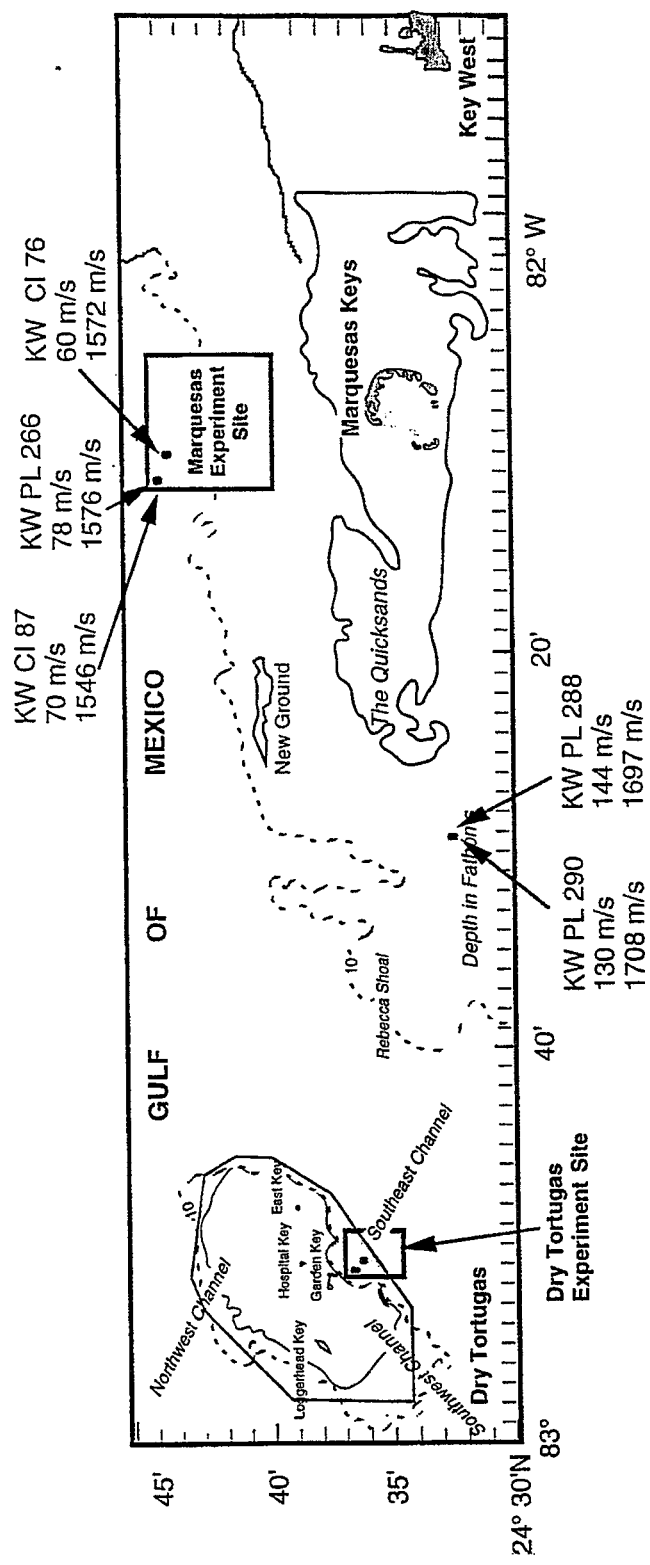 KW CI 87
70 m/s
1546 m/s
KW PL 266
78 m/s
1576 m/s
KW CI 76
60 m/s
1572 m/s
GULF OF MEXICO
45'
40'
35'
24° 30'N
83°
40'
20'
82° W
Northwest Channel
10
East Key
Hospital Key
Garden Key
Loggerhead Key
Southeast Channel
Southwest Channel
Dry Tortugas
Dry Tortugas
Experiment Site
10
Rebecca Shoal
Depth in Fathoms
New Ground
The Quicksands
Marquesas
Experiment
Site
Marquesas Keys
Key West
KW PL 290
130 m/s
1708 m/s
KW PL 288
144 m/s
1697 m/s